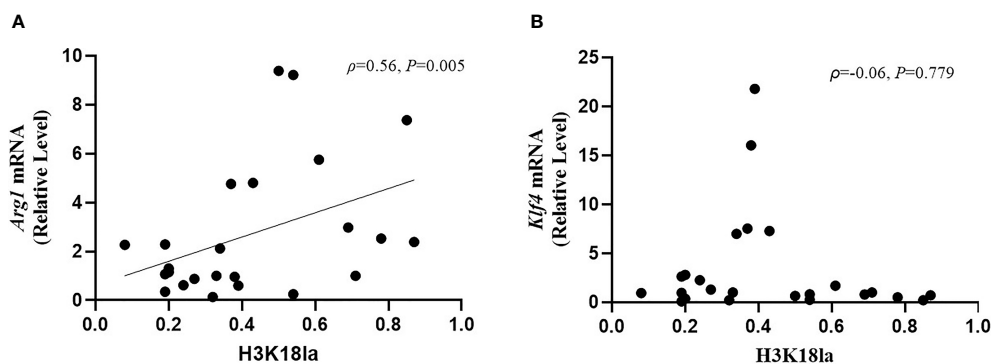 A
B
ρ=0.56, P=0.005
ρ=-0.06, P=0.779
Arg1 mRNA
(Relative Level)
10
8
6
4
2
0
0.0 0.2 0.4 0.6 0.8 1.0
H3K18la
Klf4 mRNA
(Relative Level)
25
20
15
10
5
0
0.0 0.2 0.4 0.6 0.8 1.0
H3K18la